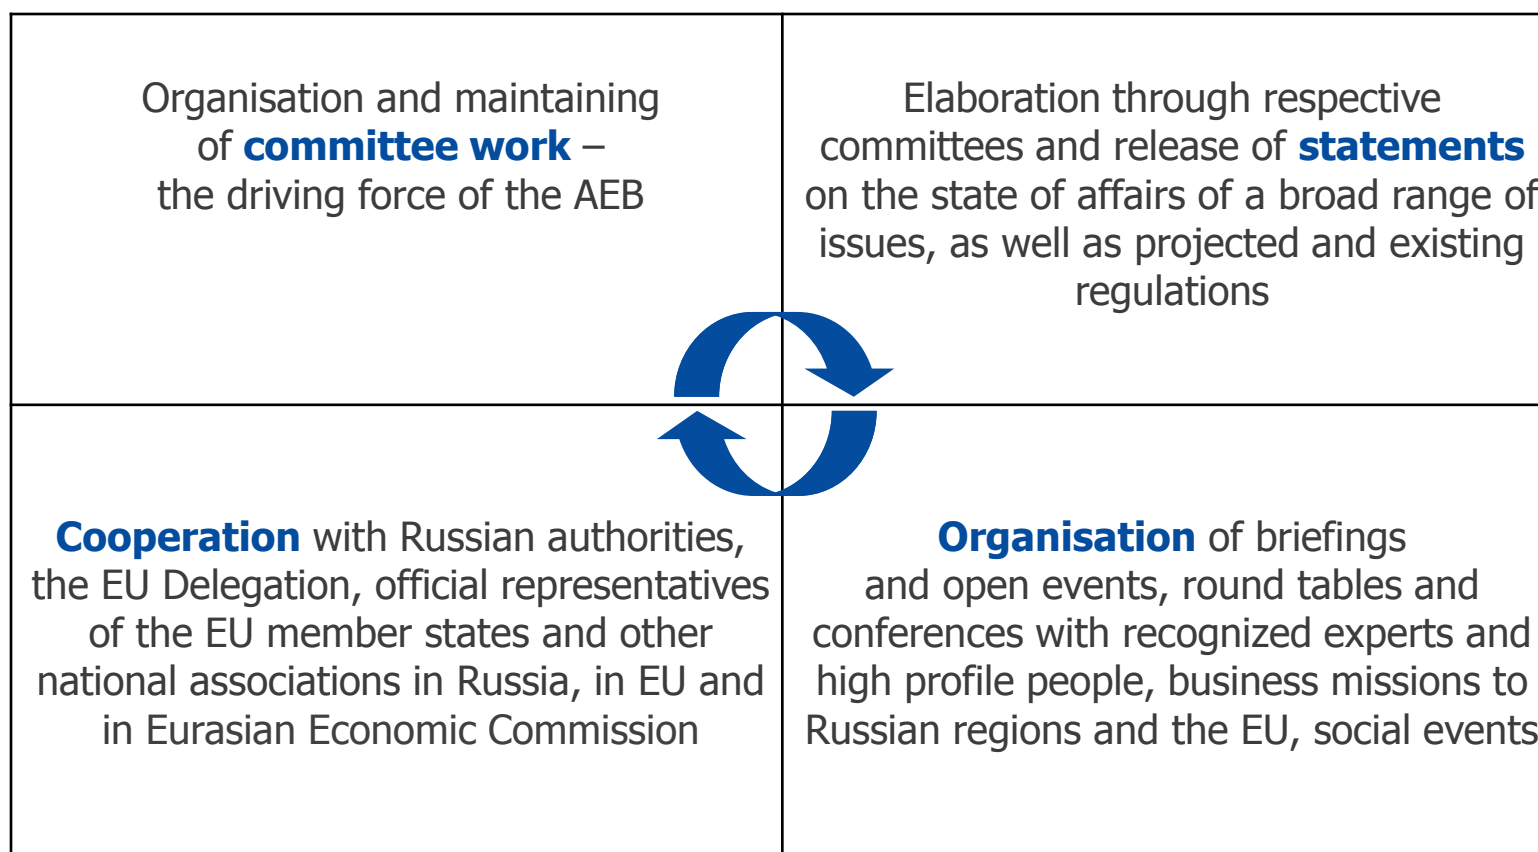 Organisation and maintaining
of committee work –
the driving force of the AEB
Elaboration through respective
committees and release of statements
on the state of affairs of a broad range of
issues, as well as projected and existing
regulations
Cooperation with Russian authorities,
the EU Delegation, official representatives
of the EU member states and other
national associations in Russia, in EU and
in Eurasian Economic Commission
Organisation of briefings
and open events, round tables and
conferences with recognized experts and
high profile people, business missions to
Russian regions and the EU, social events